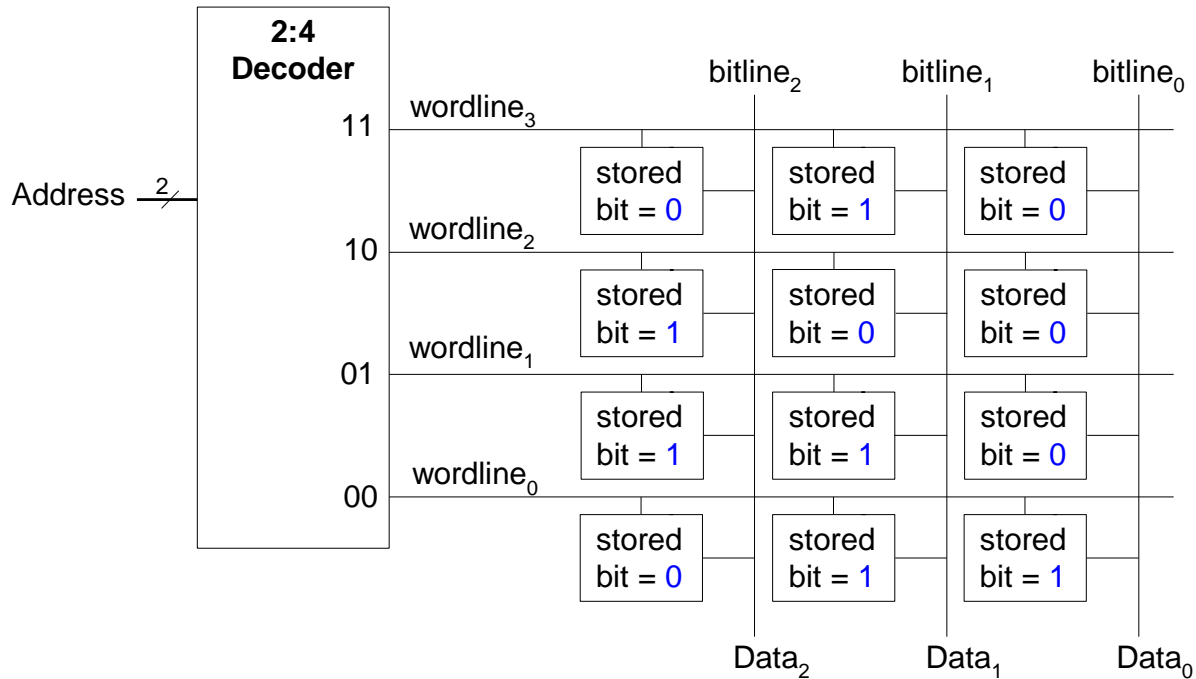 2:4
Decoder
bitline₂ bitline₁ bitline₀
wordline₃
11
stored stored stored
bit = 0 bit = 1 bit = 0
Address 2
wordline₂
10
stored stored stored
bit = 1 bit = 0 bit = 0
wordline₁
01
stored stored stored
bit = 1 bit = 1 bit = 0
wordline₀
00
stored stored stored
bit = 0 bit = 1 bit = 1
Data₂ Data₁ Data₀